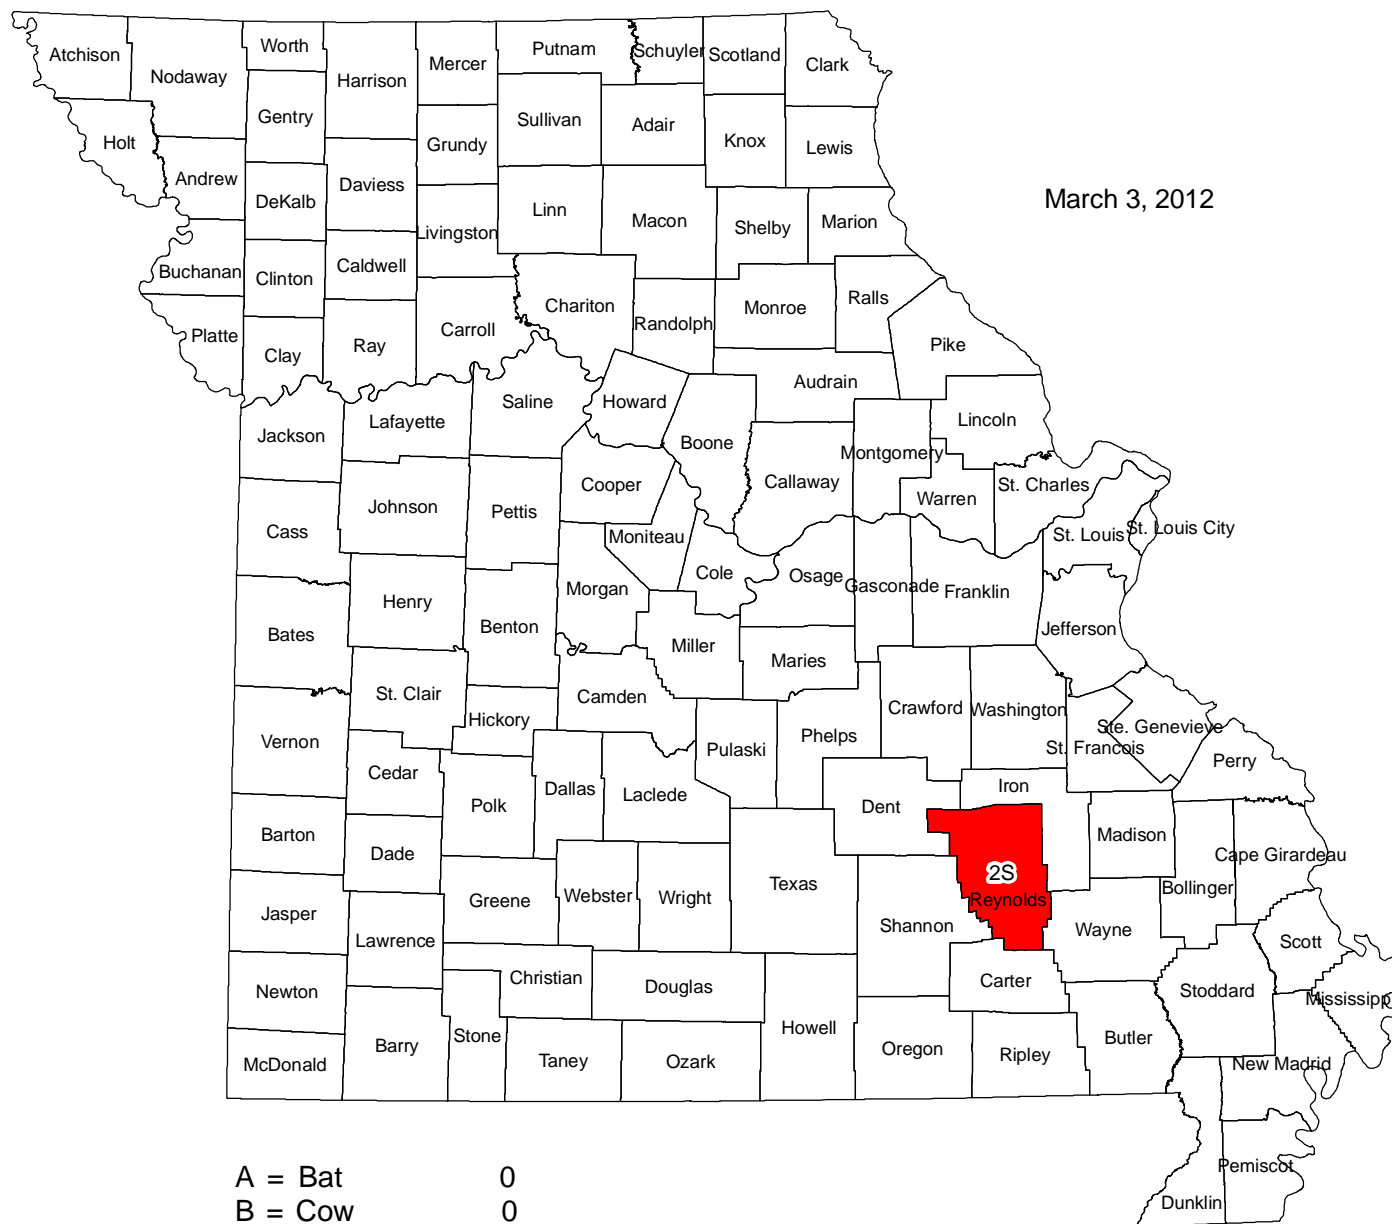 Atchison
Nodaway
Worth
Harrison
Mercer
Putnam
Schuyler
Scotland
Clark
Holt
Gentry
Grundy
Sullivan
Adair
Knox
Lewis
Andrew
DeKalb
Daviess
Livingston
Linn
Macon
Shelby
Marion
March 3, 2012
Buchanan
Clinton
Caldwell
Chariton
Randolph
Monroe
Ralls
Platte
Clay
Ray
Carroll
Pike
Audrain
Jackson
Lafayette
Saline
Howard
Boone
Lincoln
Montgomery
Cooper
Callaway
Warren
St. Charles
Cass
Johnson
Pettis
Moniteau
St. Louis
St. Louis City
Cole
Osage
Gasconade
Franklin
Bates
Henry
Benton
Morgan
Miller
Maries
Jefferson
St. Clair
Hickory
Camden
Crawford
Washington
Ste. Genevieve
St. Francois
Vernon
Pulaski
Phelps
Perry
Cedar
Polk
Dallas
Laclede
Dent
Iron
Barton
Dade
Madison
Cape Girardeau
Texas
2S
Reynolds
Bollinger
Jasper
Greene
Webster
Wright
Shannon
Wayne
Scott
Lawrence
Newton
Christian
Douglas
Carter
Stoddard
Mississippi
McDonald
Barry
Stone
Taney
Ozark
Howell
Oregon
Ripley
Butler
New Madrid
Pemiscot
Dunklin
A = Bat 0
B = Cow 0